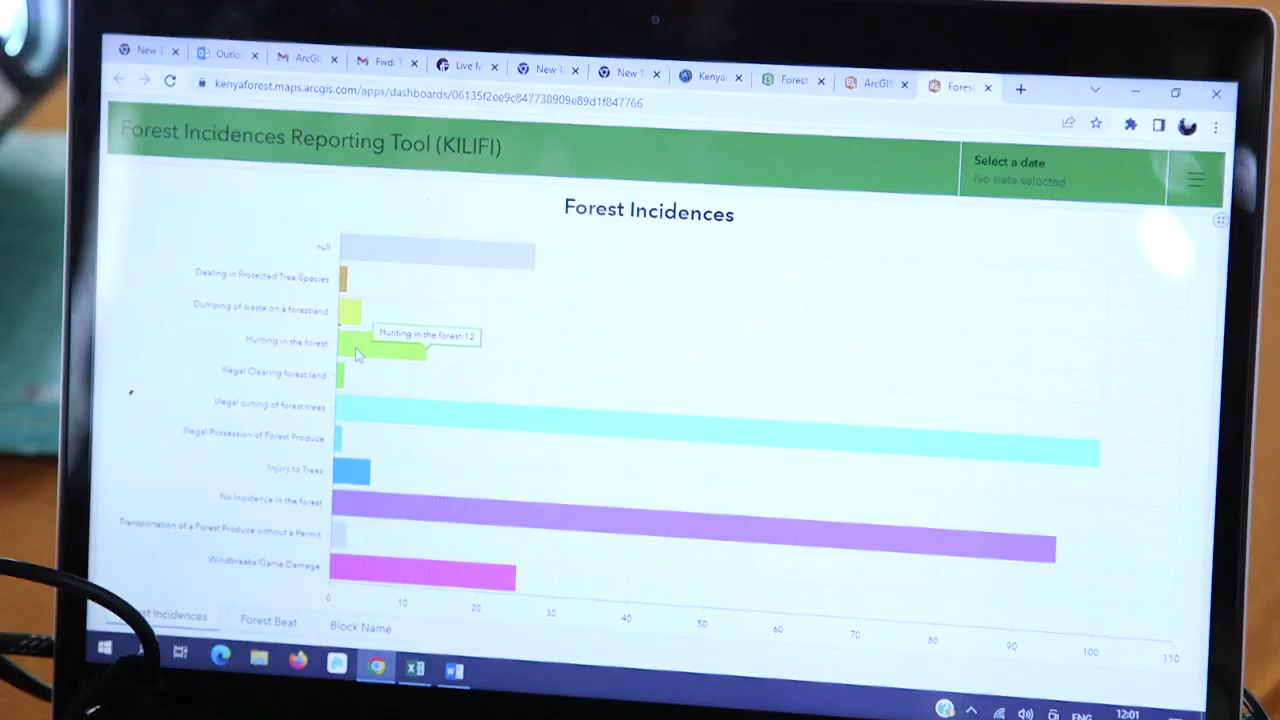 New T
Outlo
ArcGI
Fwd: T
Live M
New T
New T
Kenya
Forest
ArcGIS
Forest
kenyaforest.maps.arcgis.com/apps/dashboards/06135f2ee9c847738909e89d1f847766
Forest Incidences Reporting Tool (KILIFI)
Select a date
No data selected
Forest Incidences
null
Dealing in Protected Tree Species
Dumping of waste on a forestland
Hunting in the forest:12
Hunting in the forest
Illegal Clearing forest land
Illegal cutting of forest trees
Illegal Possession of Forest Produce
Injury to Trees
No Incidence in the forest
Transportation of a Forest Produce without a Permit
Windbreaks/Game Damage
0 10 20 30 40 50 60 70 80 90 100 110
st Incidences
Forest Beat
Block Name
ENG
12:01